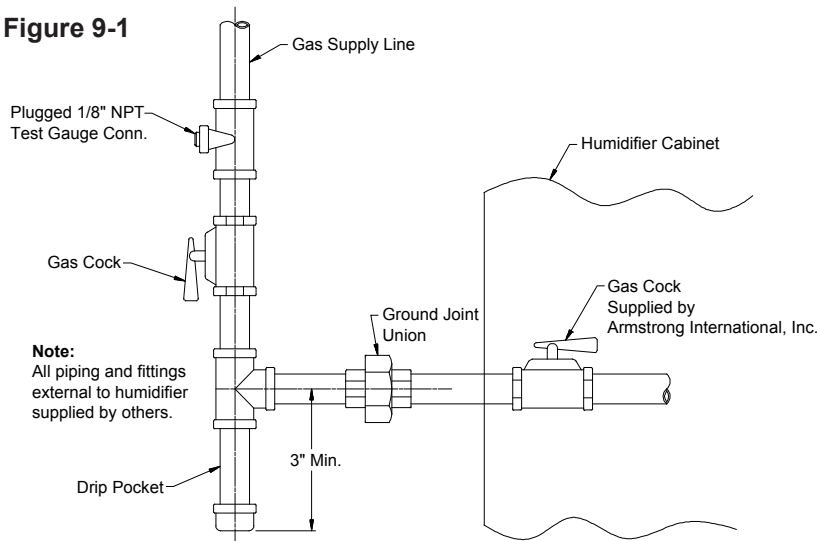 Figure 9-1
Gas Supply Line
Plugged 1/8" NPT
Test Gauge Conn.
Humidifier Cabinet
Gas Cock
Gas Cock
Supplied by
Armstrong International, Inc.
Ground Joint
Union
Note:
All piping and fittings
external to humidifier
supplied by others.
3" Min.
Drip Pocket